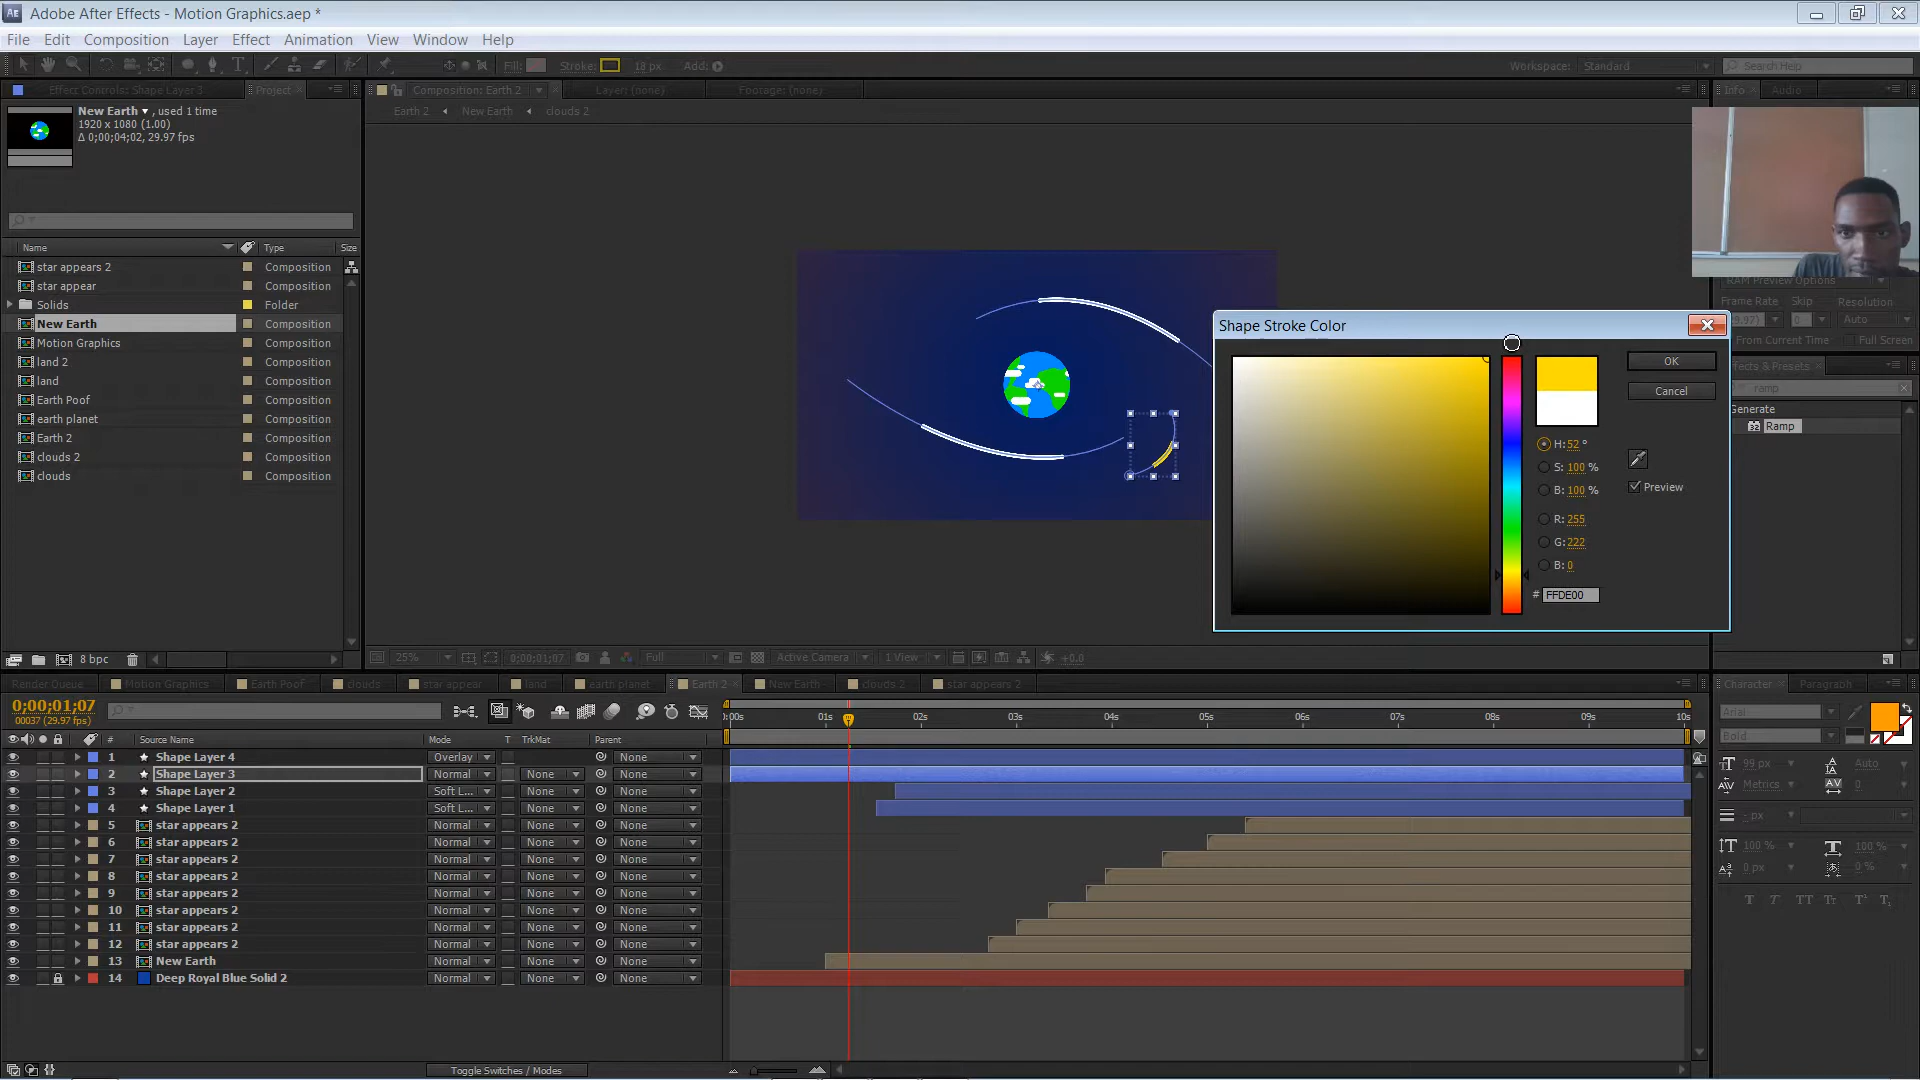 Adobe After Effects - Motion Graphics.aep *
File Edit Composition Layer Effect Animation View Window Help
Fill: Stroke: 18 px Add: Workspace: Standard Search Help
Effect Controls: Shape Layer 3 Project Composition: Earth 2 Layer: (none) Footage: (none) Info Audio
New Earth , used 1 time
1920 x 1080 (1.00)
Δ 0;00;04;02, 29.97 fps
Earth 2 New Earth clouds 2
Name Type Size
star appears 2 Composition
star appear Composition
Solids Folder
New Earth Composition
Motion Graphics Composition
land 2 Composition
land Composition
Earth Poof Composition
earth planet Composition
Earth 2 Composition
clouds 2 Composition
clouds Composition
8 bpc
RAM Preview Options
Frame Rate Skip Resolution
(29.97) 0 Auto
From Current Time Full Screen
Effects & Presets
ramp
Generate
Ramp
Shape Stroke Color
OK
Cancel
H: 52 °
S: 100 %
B: 100 %
Preview
R: 255
G: 222
B: 0
# FFDE00
25% 0;00;01;07 Full Active Camera 1 View +0.0
Render Queue Motion Graphics Earth Poof clouds star appear land earth planet Earth 2 New Earth clouds 2 star appears 2
0;00;01;07
00037 (29.97 fps)
:00s 01s 02s 03s 04s 05s 06s 07s 08s 09s 10s
# Source Name Mode T TrkMat Parent
1 Shape Layer 4 Overlay None
2 Shape Layer 3 Normal None None
3 Shape Layer 2 Soft L... None None
4 Shape Layer 1 Soft L... None None
5 star appears 2 Normal None None
6 star appears 2 Normal None None
7 star appears 2 Normal None None
8 star appears 2 Normal None None
9 star appears 2 Normal None None
10 star appears 2 Normal None None
11 star appears 2 Normal None None
12 star appears 2 Normal None None
13 New Earth Normal None None
14 Deep Royal Blue Solid 2 Normal None None
Toggle Switches / Modes
Character Paragraph
Arial
Bold
99 px Auto
Metrics 0
- px
100 % 100 %
0 px 0 %
T T TT Tt T¹ T₁